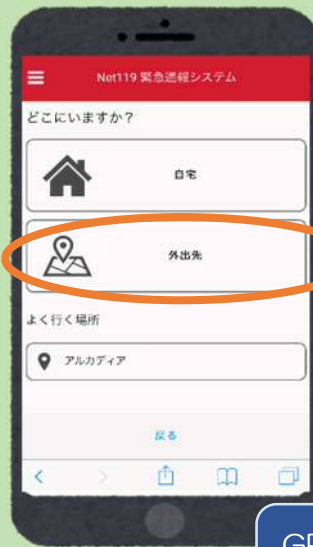 Net119 緊急通報システム
どこにいますか?
自宅
外出先
よく行く場所
アルカディア
戻る